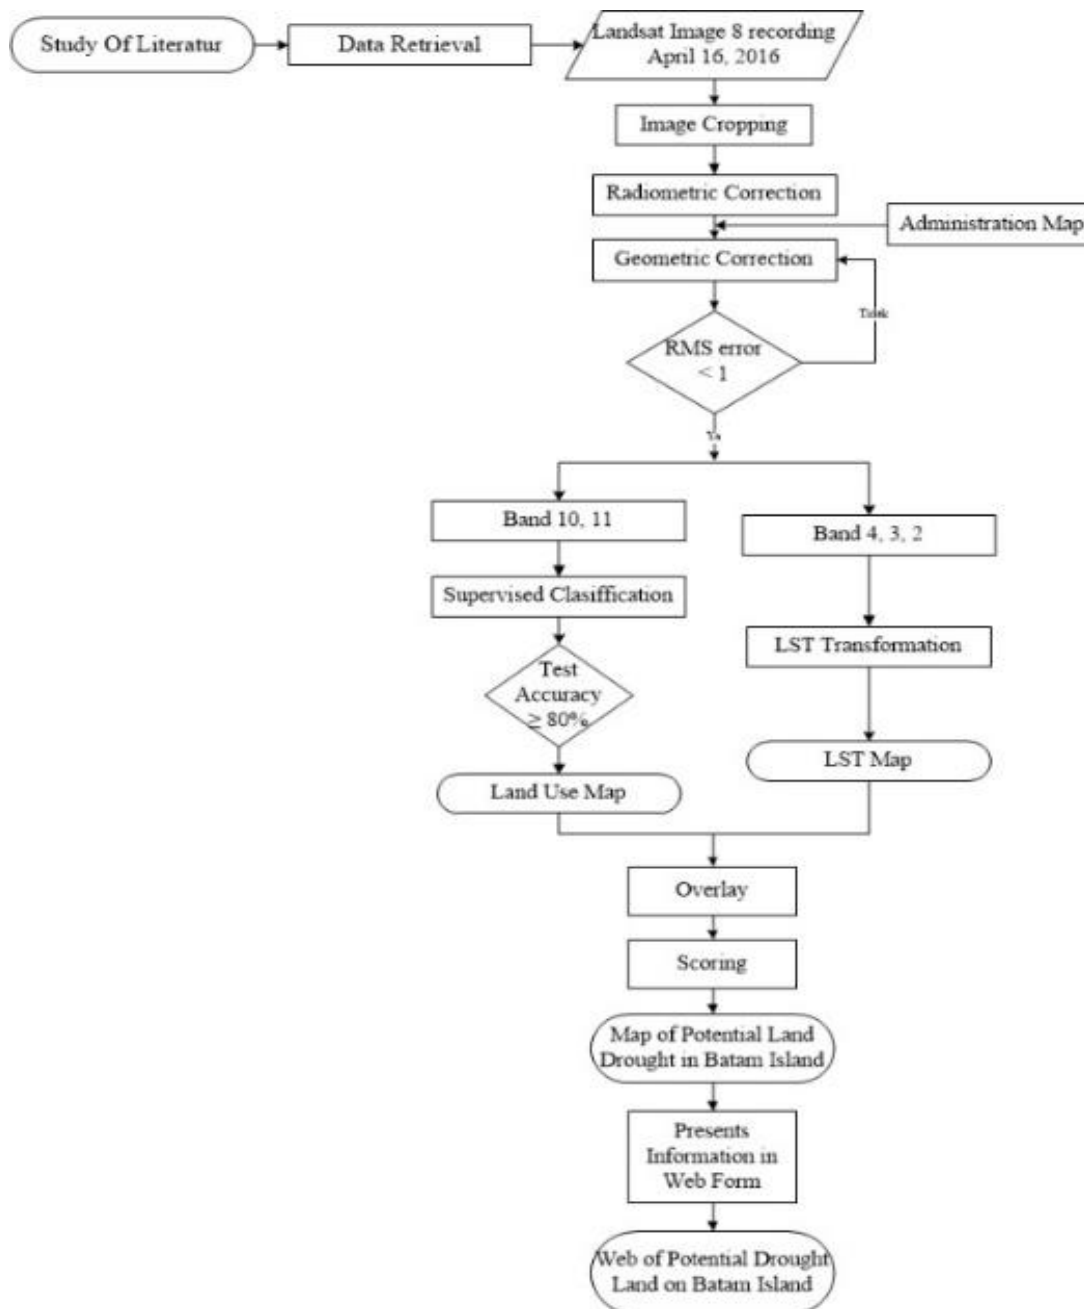 Study Of Literatur
Data Retrieval
Landsat Image 8 recording
April 16, 2016
Image Cropping
Radiometric Correction
Administration Map
Geometric Correction
Tidak
RMS error
< 1
Ya
Band 10, 11
Band 4, 3, 2
Supervised Clasiffication
LST Transformation
Test
Accuracy
≥ 80%
LST Map
Land Use Map
Overlay
Scoring
Map of Potential Land
Drought in Batam Island
Presents
Information in
Web Form
Web of Potential Drought
Land on Batam Island